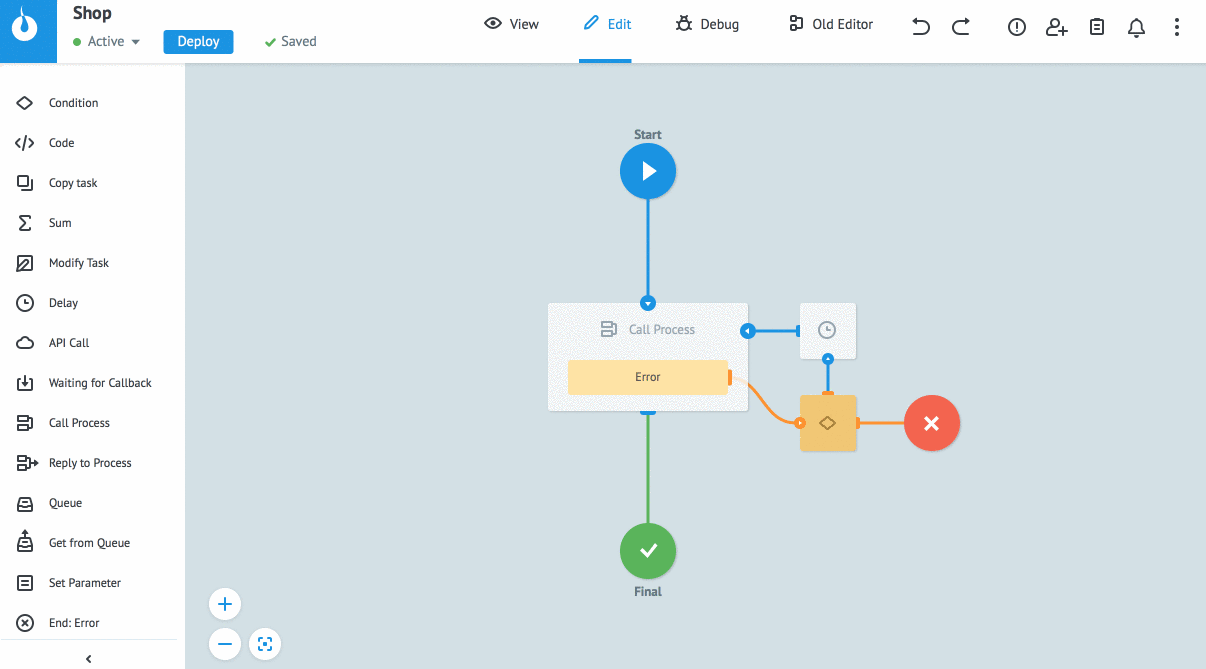 Shop
Active
Deploy
Saved
View
Edit
Debug
Old Editor
Condition
Code
Copy task
Sum
Modify Task
Delay
API Call
Waiting for Callback
Call Process
Reply to Process
Queue
Get from Queue
Set Parameter
End: Error
Start
Call Process
Error
Final